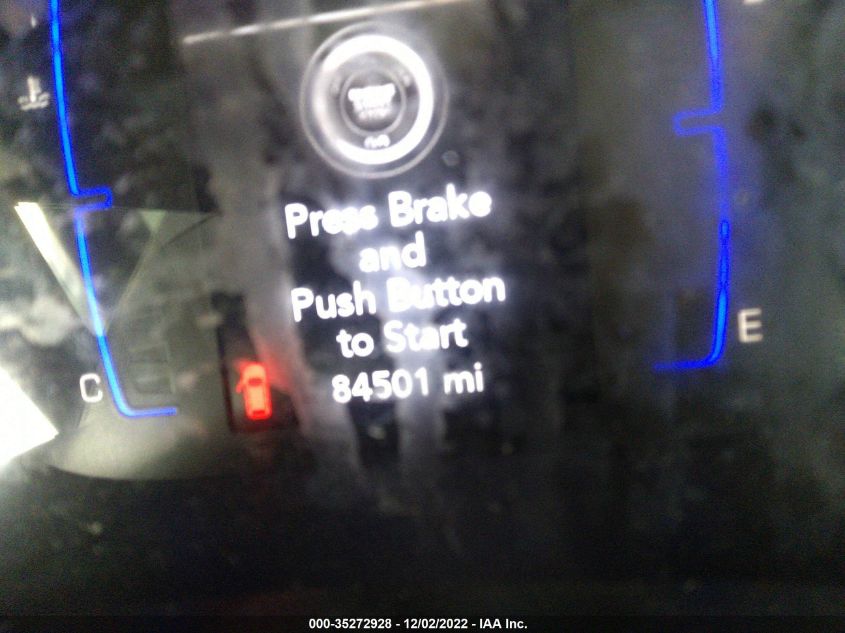 Press Brake
and
Push Button
to Start
84501 mi
C
E
000-35272928 - 12/02/2022 - IAA Inc.